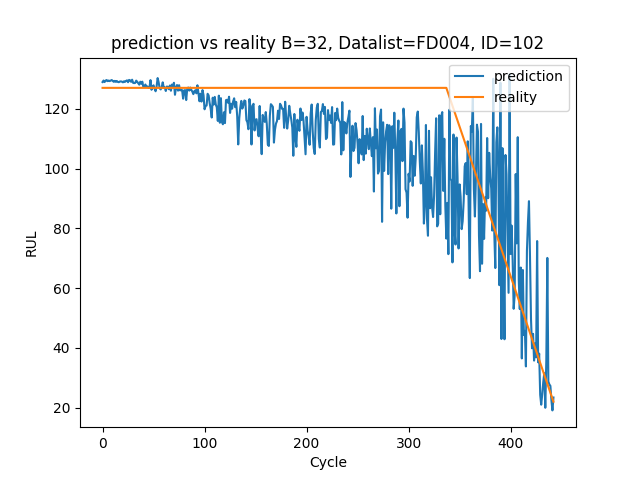 prediction vs reality B=32, Datalist=FD004, ID=102
prediction
reality
RUL
120
100
80
60
40
20
0
100
200
300
400
Cycle